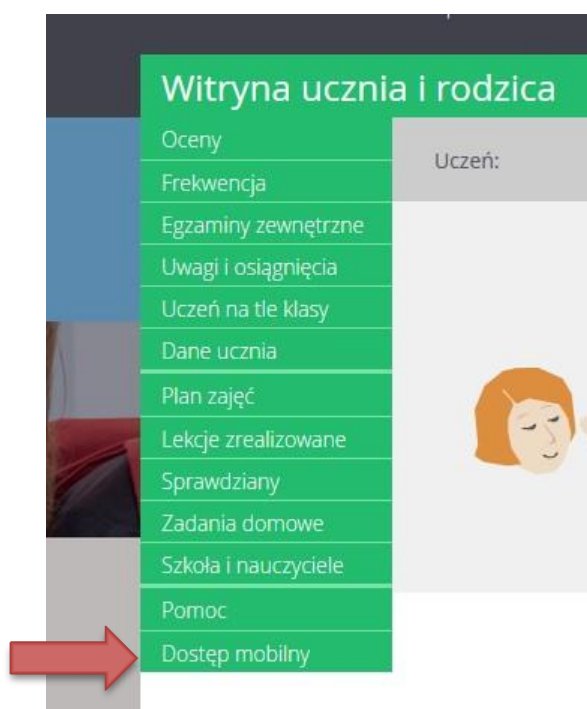 Witryna ucznia i rodzica
Oceny
Uczeń:
Frekwencja
Egzaminy zewnętrzne
Uwagi i osiągnięcia
Uczeń na tle klasy
Dane ucznia
Plan zajęć
Lekcje zrealizowane
Sprawdziany
Zadania domowe
Szkoła i nauczyciele
Pomoc
Dostęp mobilny